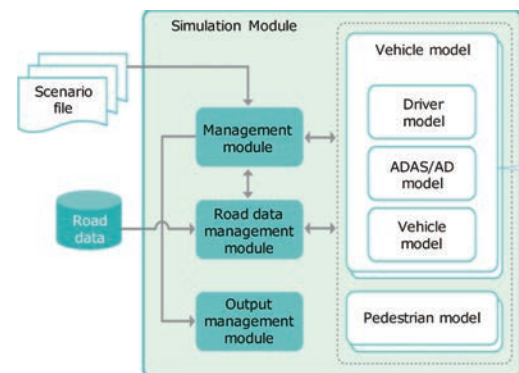 Simulation Module
Scenario
file
Management
module
Road
data
Road data
management
module
Output
management
module
Vehicle model
Driver
model
ADAS/AD
model
Vehicle
model
Pedestrian model